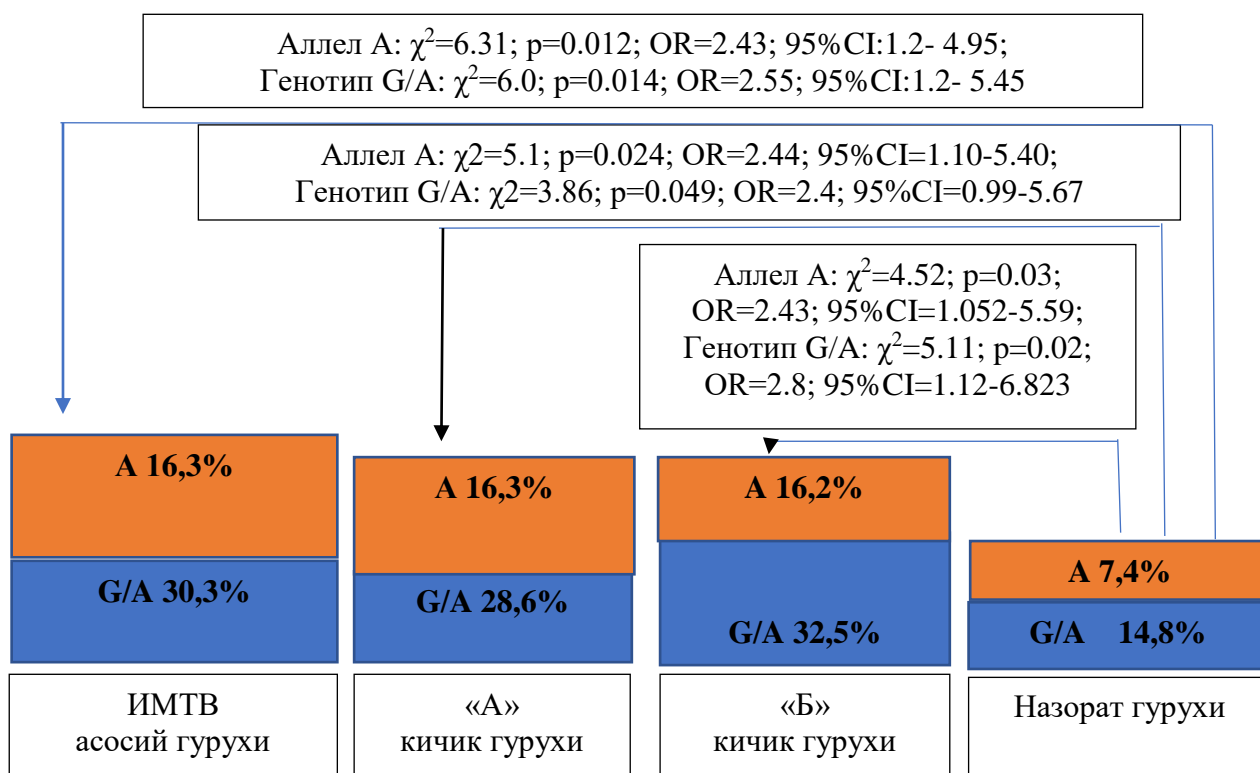 Аллел А: χ²=6.31; p=0.012; OR=2.43; 95%CI:1.2- 4.95;
Генотип G/A: χ²=6.0; p=0.014; OR=2.55; 95%CI:1.2- 5.45
Аллел А: χ2=5.1; p=0.024; OR=2.44; 95%CI=1.10-5.40;
Генотип G/A: χ2=3.86; p=0.049; OR=2.4; 95%CI=0.99-5.67
Аллел А: χ²=4.52; p=0.03;
OR=2.43; 95%CI=1.052-5.59;
Генотип G/A: χ²=5.11; p=0.02;
OR=2.8; 95%CI=1.12-6.823
А 16,3%
G/A 30,3%
А 16,3%
G/A 28,6%
А 16,2%
G/A 32,5%
А 7,4%
G/A 14,8%
ИМТВ
асосий гурухи
«А»
кичик гурухи
«Б»
кичик гурухи
Назорат гурухи